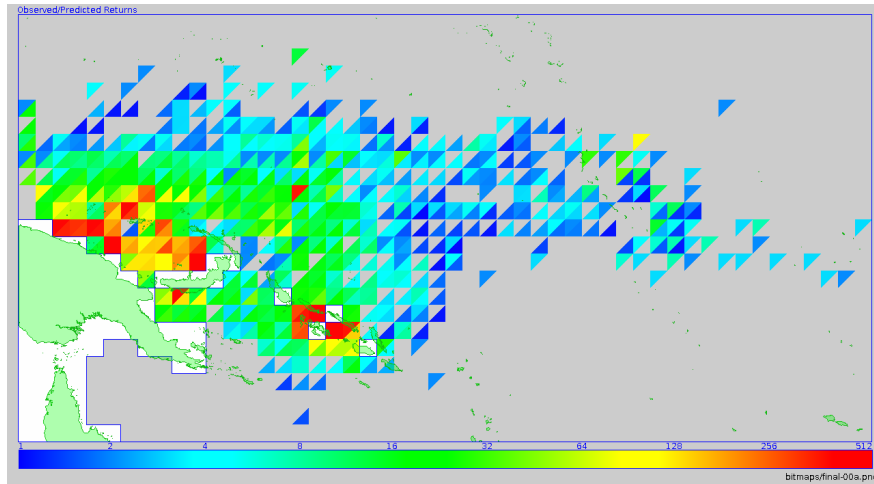 Observed/Predicted Returns
1 2 4 8 16 32 64 128 256 512
bitmaps/final-00a.png